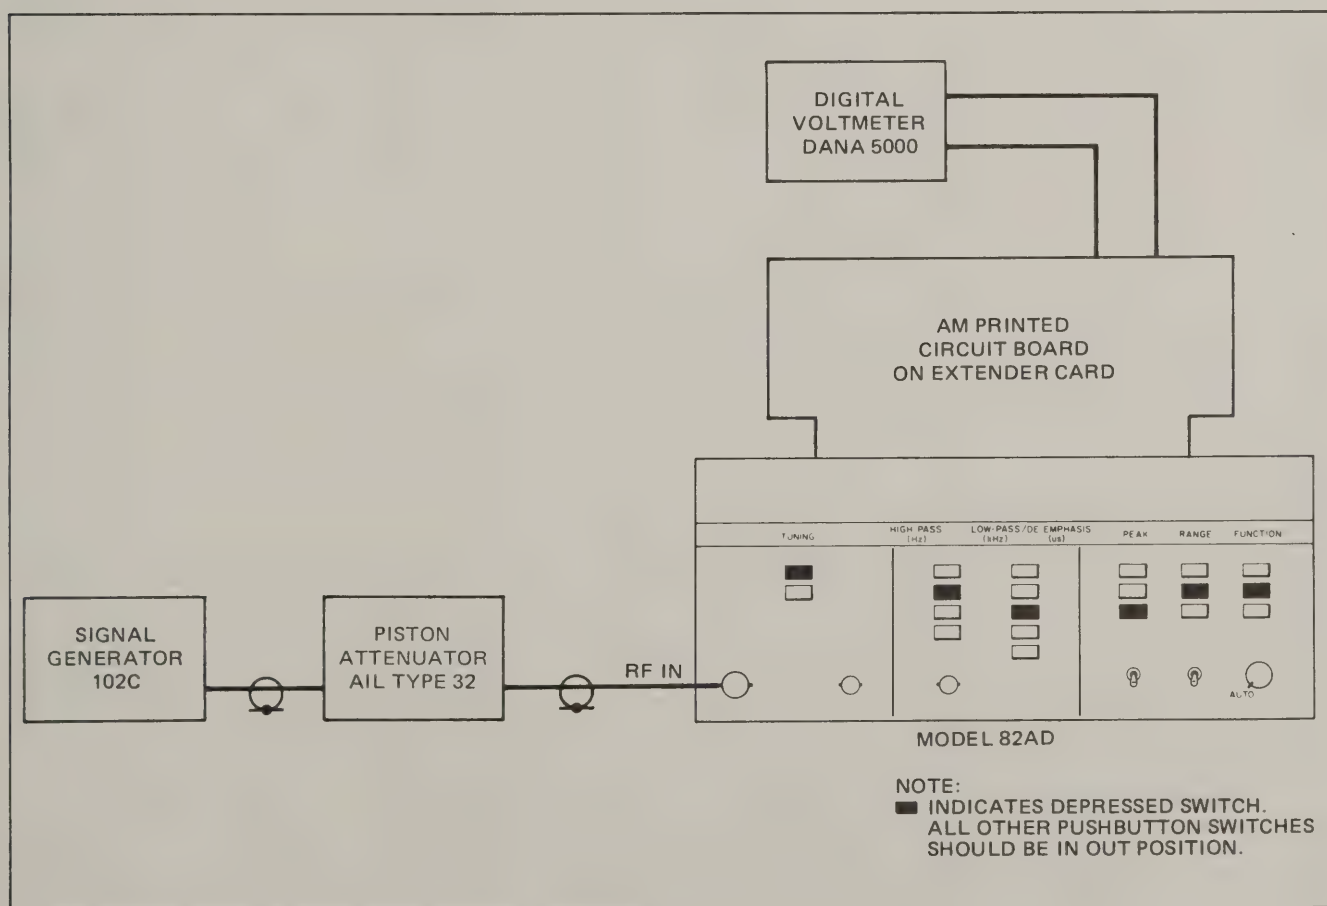 DIGITAL
VOLTMETER
DANA 5000
AM PRINTED
CIRCUIT BOARD
ON EXTENDER CARD
TUNING
HIGH PASS
(Hz)
LOW-PASS/DE EMPHASIS
(kHz) (us)
PEAK
RANGE
FUNCTION
SIGNAL
GENERATOR
102C
PISTON
ATTENUATOR
AIL TYPE 32
RF IN
AUTO
MODEL 82AD
NOTE:
INDICATES DEPRESSED SWITCH.
ALL OTHER PUSHBUTTON SWITCHES
SHOULD BE IN OUT POSITION.